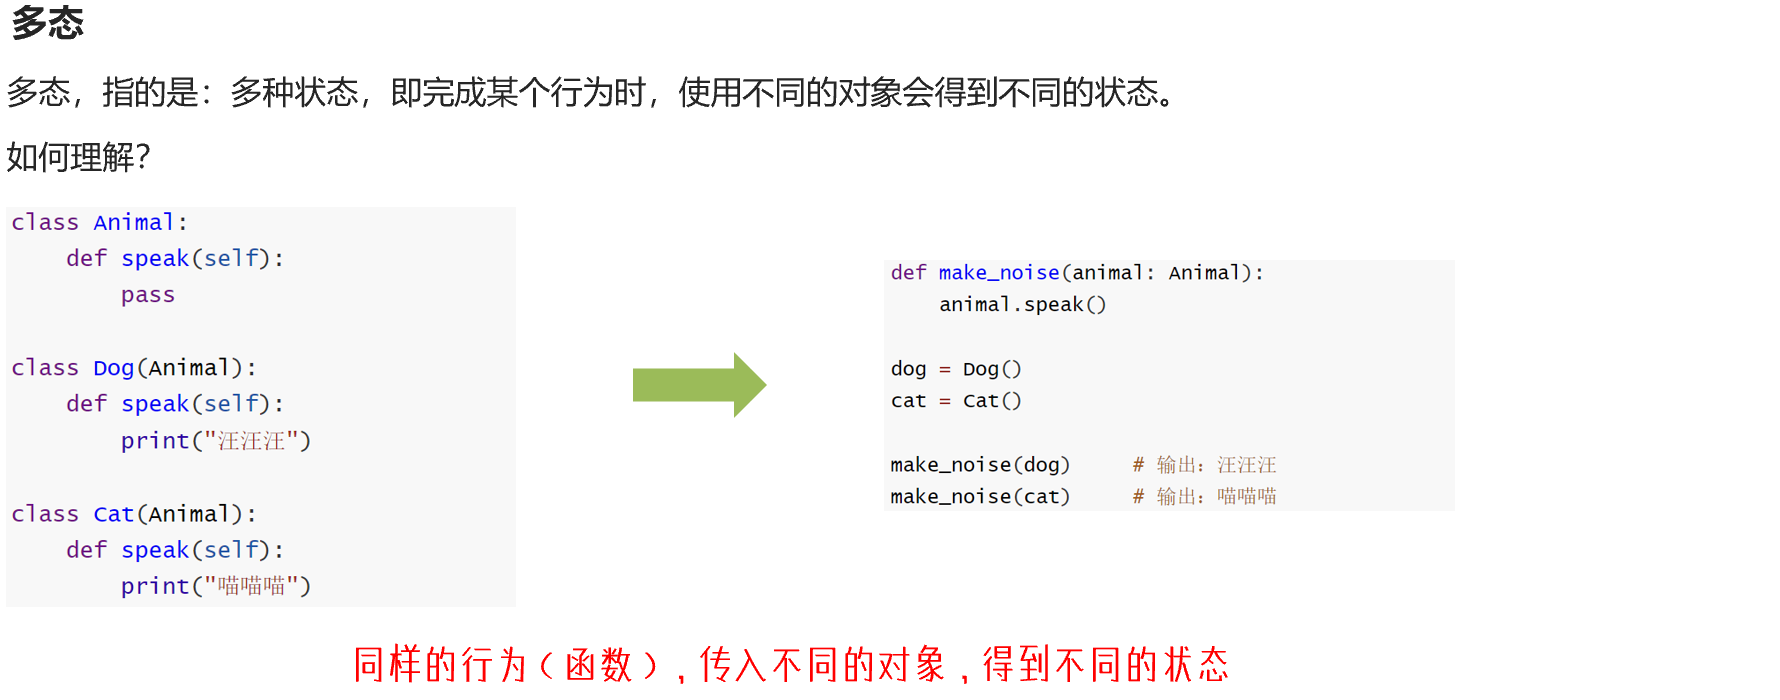 多态
多态，指的是：多种状态，即完成某个行为时，使用不同的对象会得到不同的状态。
如何理解？
class Animal:
    def speak(self):
        pass
class Dog(Animal):
    def speak(self):
        print("汪汪汪")
class Cat(Animal):
    def speak(self):
        print("喵喵喵")
def make_noise(animal: Animal):
    animal.speak()
dog = Dog()
cat = Cat()
make_noise(dog)     # 输出：汪汪汪
make_noise(cat)     # 输出：喵喵喵
同样的行为（函数），传入不同的对象，得到不同的状态